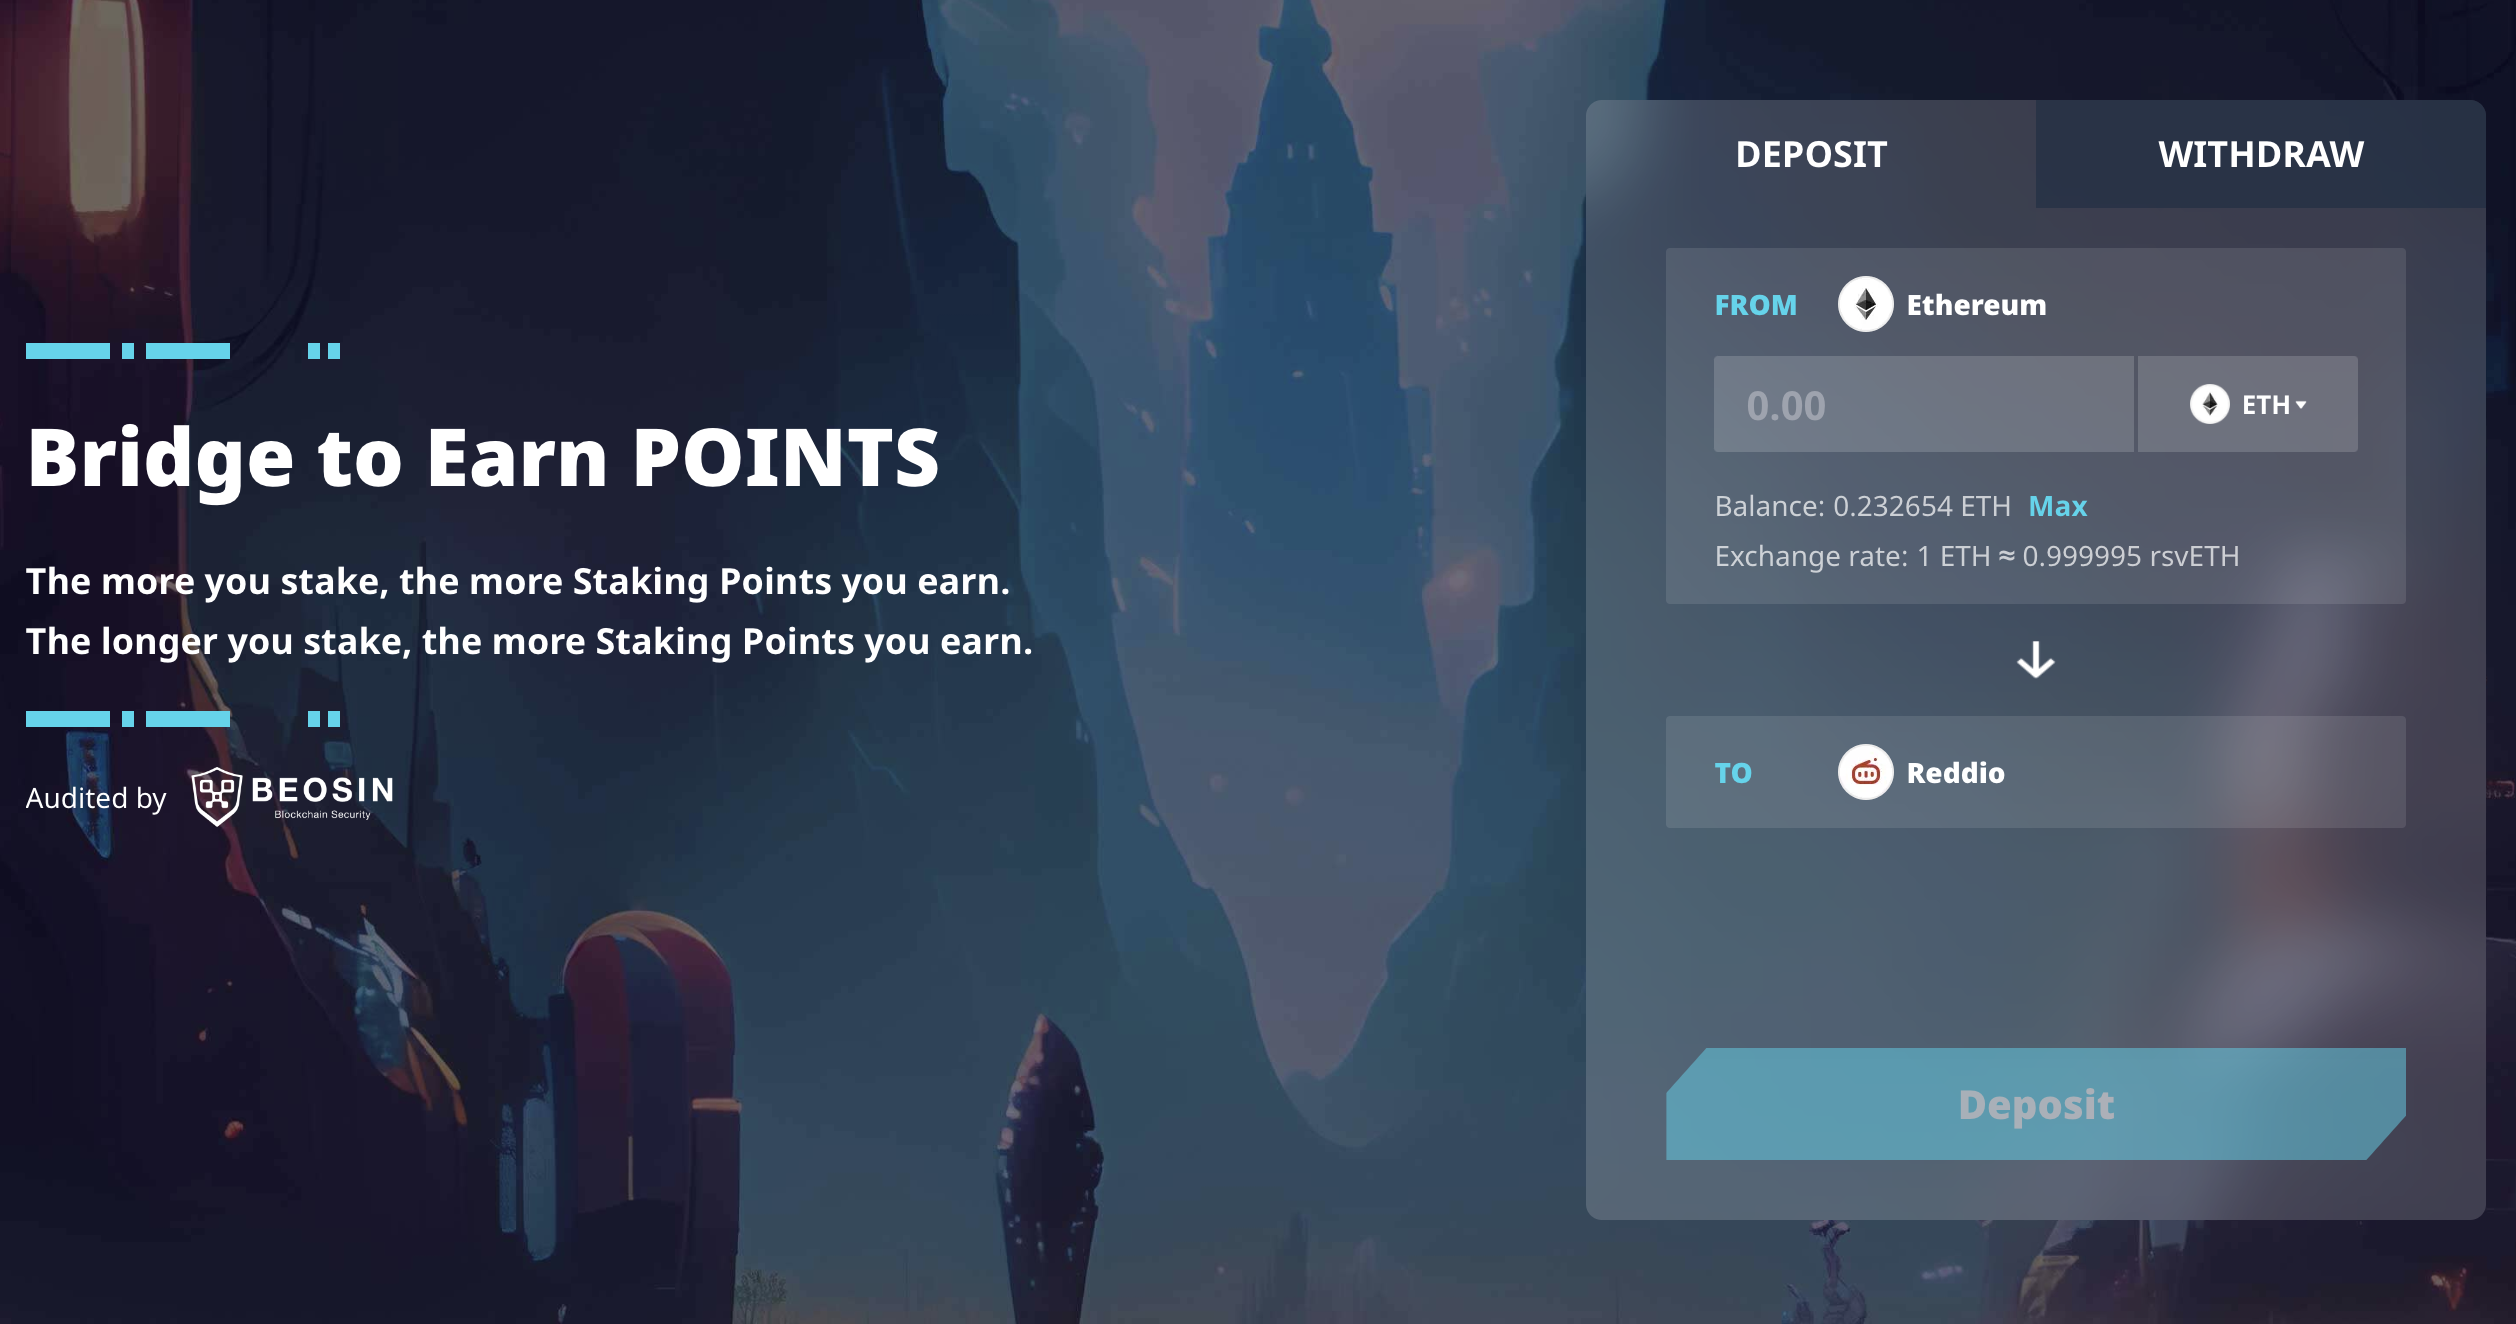 Bridge to Earn POINTS
The more you stake, the more Staking Points you earn.
The longer you stake, the more Staking Points you earn.
Audited by
BEOSIN
Blockchain Security
DEPOSIT
WITHDRAW
FROM Ethereum
0.00
ETH
Balance: 0.232654 ETH Max
Exchange rate: 1 ETH ≈ 0.999995 rsvETH
TO Reddio
Deposit